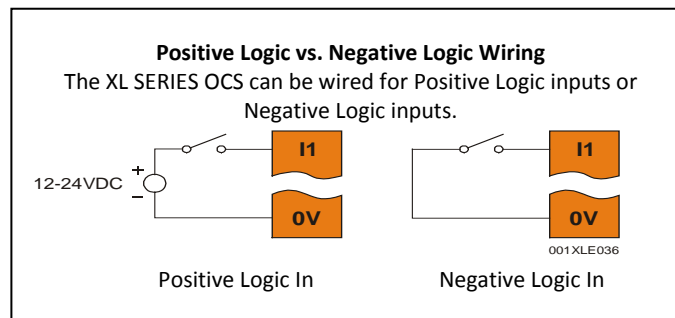 Positive Logic vs. Negative Logic Wiring
The XL SERIES OCS can be wired for Positive Logic inputs or
Negative Logic inputs.
I1
+
12-24VDC
–
0V
Positive Logic In
I1
0V
001XLE036
Negative Logic In